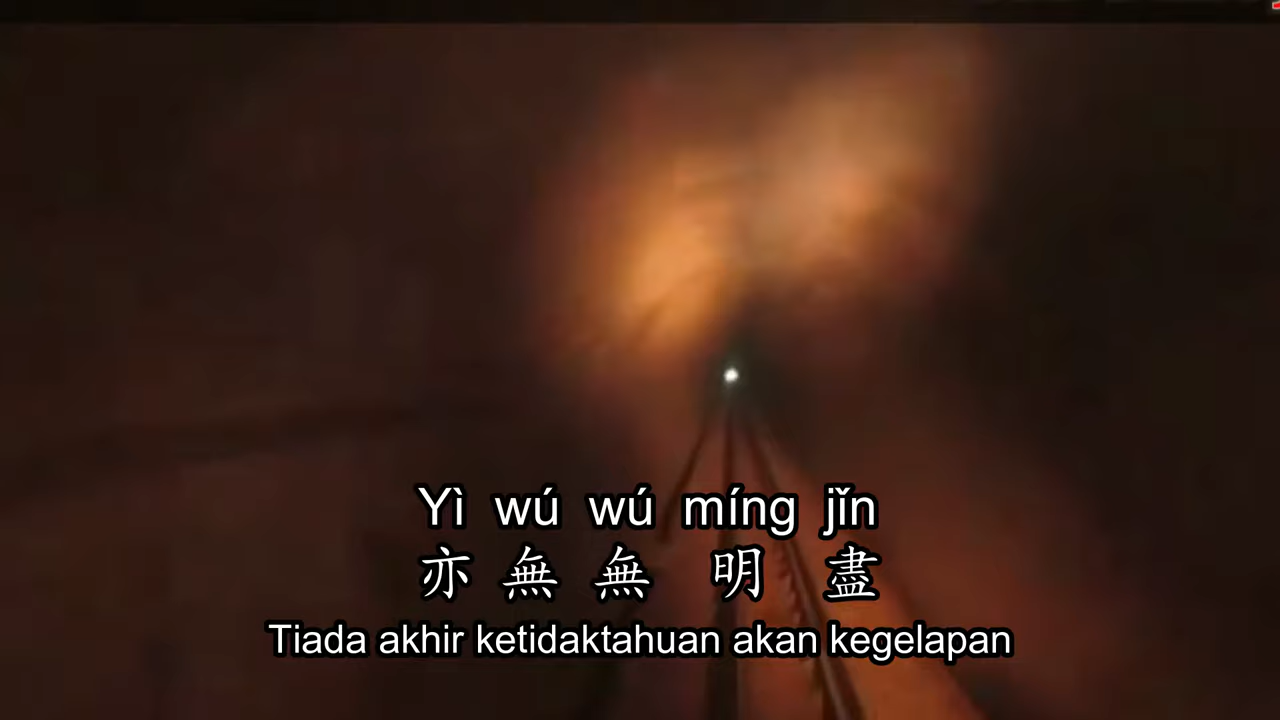 Yì wú wú míng jǐn
亦 無 無 明 盡
Tiada akhir ketidaktahuan akan kegelapan